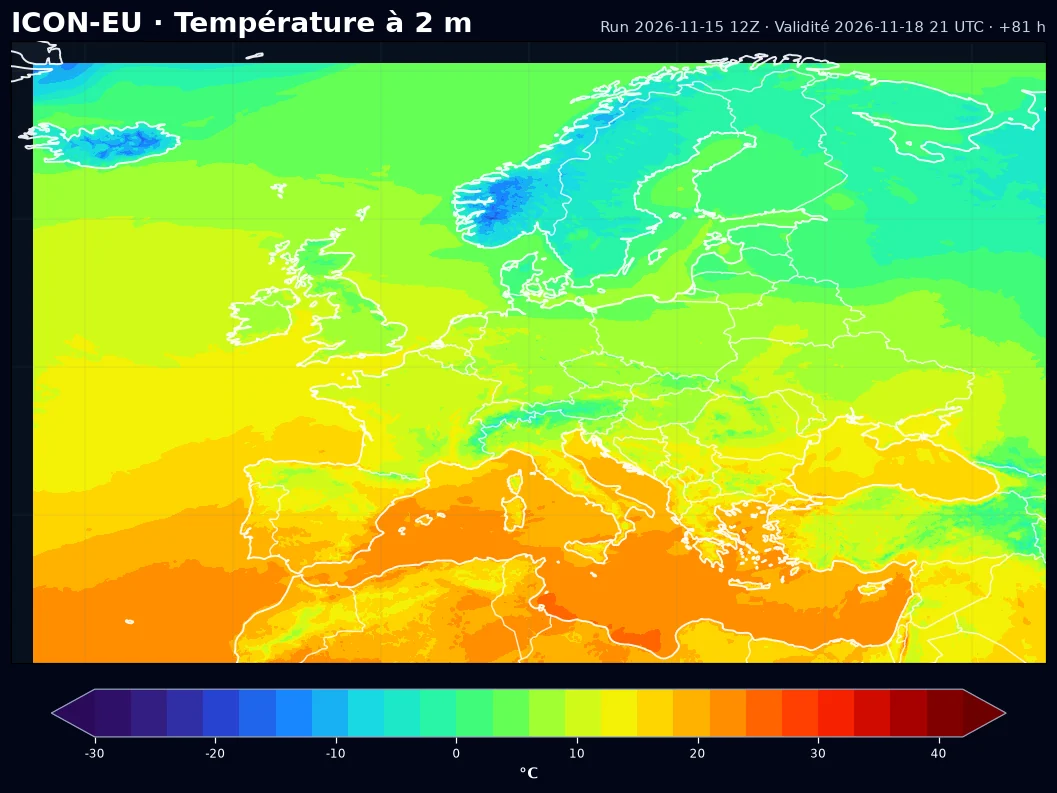 ICON-EU · Température à 2 m
Run 2026-11-15 12Z · Validité 2026-11-18 21 UTC · +81 h
-30 -20 -10 0 10 20 30 40
°C